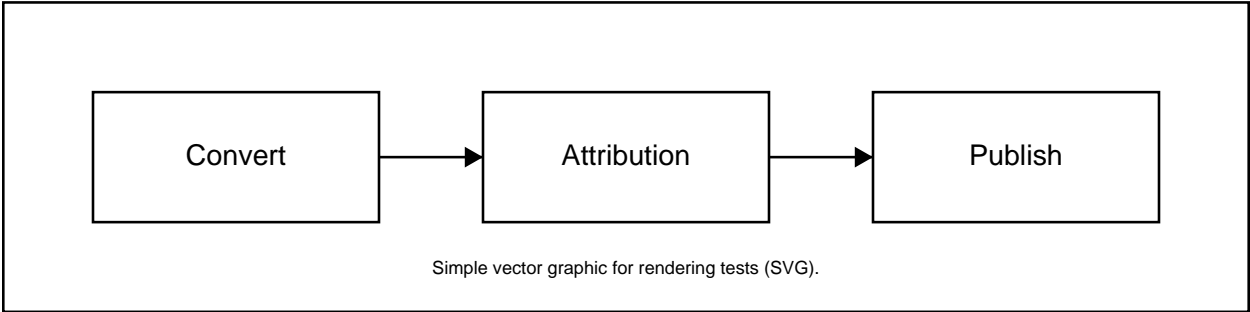 Convert
Attribution
Publish
Simple vector graphic for rendering tests (SVG).